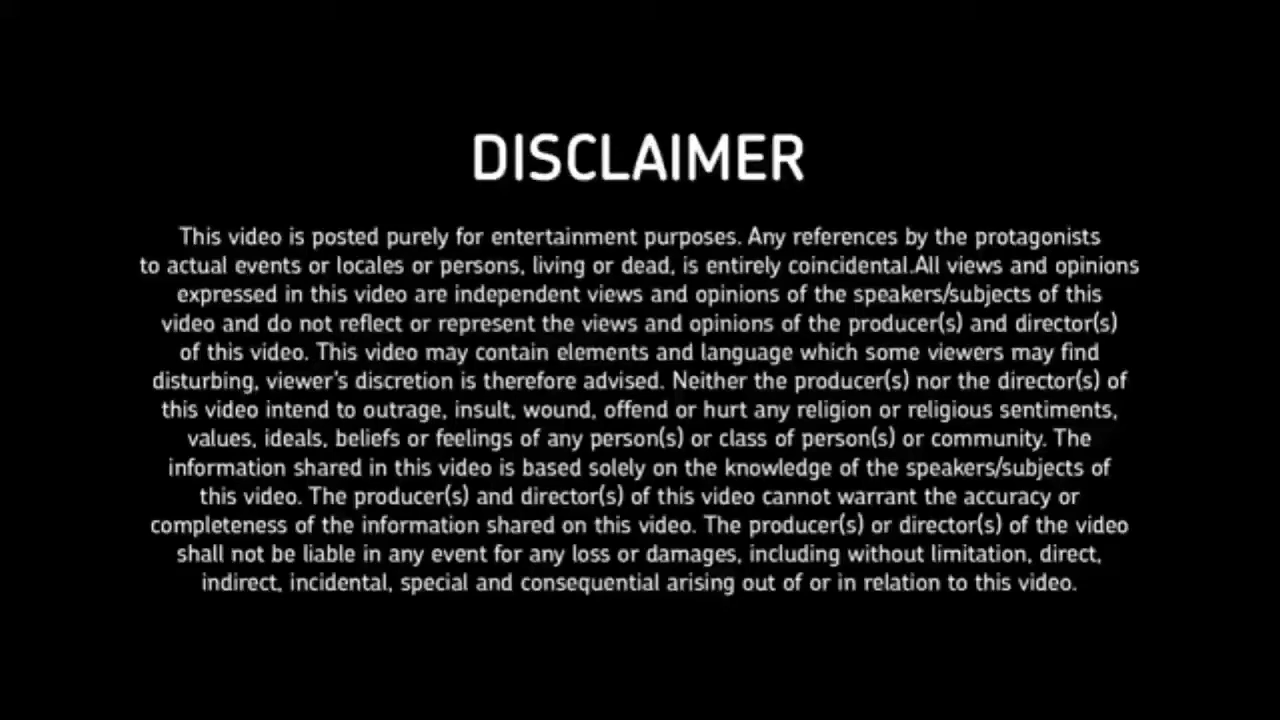 DISCLAIMER
This video is posted purely for entertainment purposes. Any references by the protagonists
to actual events or locales or persons, living or dead, is entirely coincidental.All views and opinions
expressed in this video are independent views and opinions of the speakers/subjects of this
video and do not reflect or represent the views and opinions of the producer(s) and director(s)
of this video. This video may contain elements and language which some viewers may find
disturbing, viewer's discretion is therefore advised. Neither the producer(s) nor the director(s) of
this video intend to outrage, insult, wound, offend or hurt any religion or religious sentiments,
values, ideals, beliefs or feelings of any person(s) or class of person(s) or community. The
information shared in this video is based solely on the knowledge of the speakers/subjects of
this video. The producer(s) and director(s) of this video cannot warrant the accuracy or
completeness of the information shared on this video. The producer(s) or director(s) of the video
shall not be liable in any event for any loss or damages, including without limitation, direct,
indirect, incidental, special and consequential arising out of or in relation to this video.